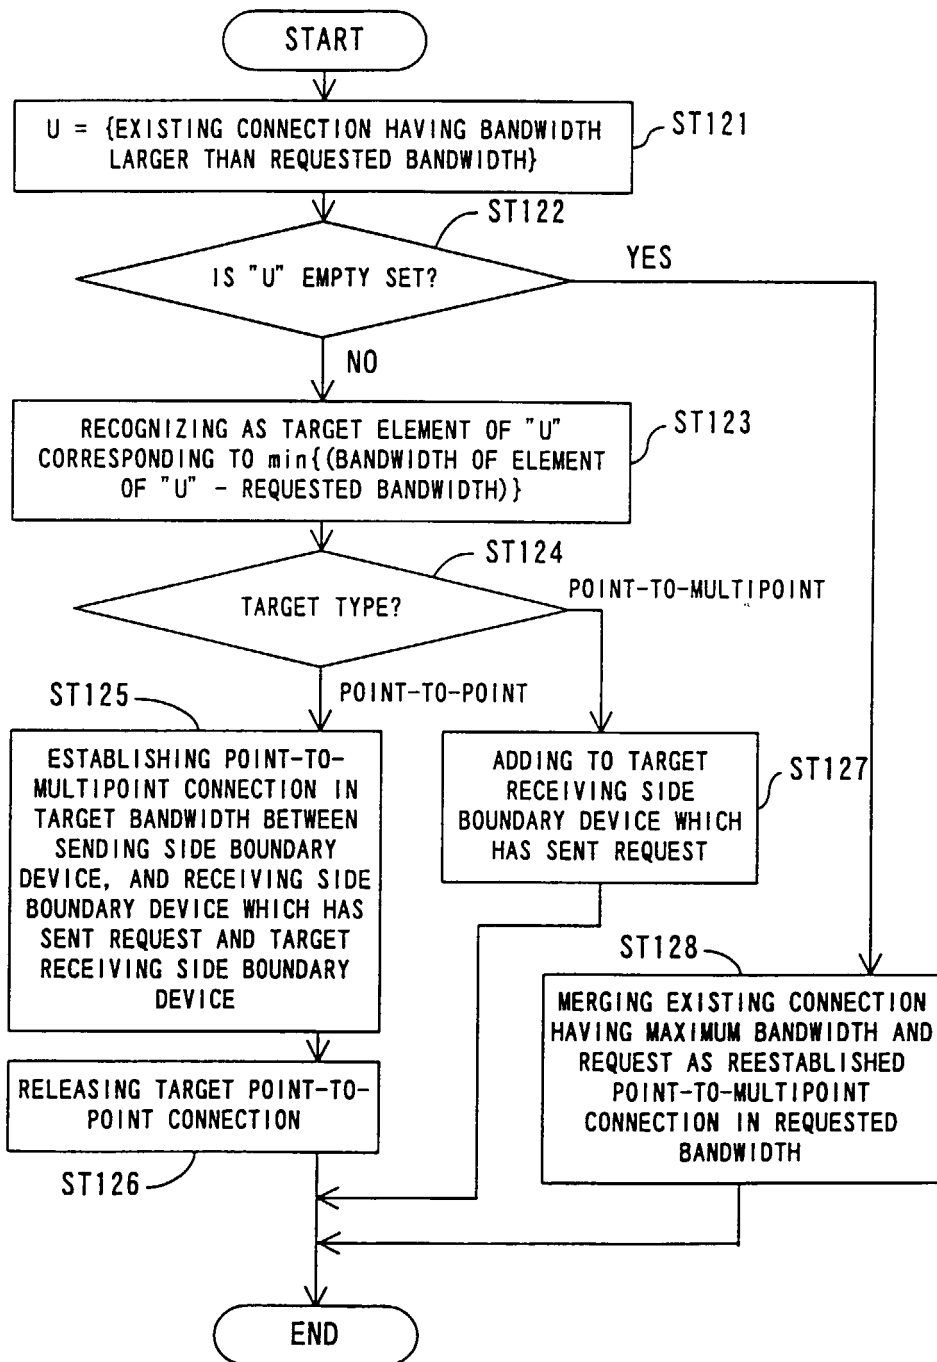 START
U = {EXISTING CONNECTION HAVING BANDWIDTH
LARGER THAN REQUESTED BANDWIDTH}
ST121
ST122
IS "U" EMPTY SET?
YES
NO
RECOGNIZING AS TARGET ELEMENT OF "U"
CORRESPONDING TO min{(BANDWIDTH OF ELEMENT
OF "U" - REQUESTED BANDWIDTH)}
ST123
ST124
TARGET TYPE?
POINT-TO-MULTIPOINT
POINT-TO-POINT
ST125
ESTABLISHING POINT-TO-
MULTIPOINT CONNECTION IN
TARGET BANDWIDTH BETWEEN
SENDING SIDE BOUNDARY
DEVICE, AND RECEIVING SIDE
BOUNDARY DEVICE WHICH HAS
SENT REQUEST AND TARGET
RECEIVING SIDE BOUNDARY
DEVICE
ADDING TO TARGET
RECEIVING SIDE
BOUNDARY DEVICE WHICH
HAS SENT REQUEST
ST127
RELEASING TARGET POINT-TO-
POINT CONNECTION
ST126
ST128
MERGING EXISTING CONNECTION
HAVING MAXIMUM BANDWIDTH AND
REQUEST AS REESTABLISHED
POINT-TO-MULTIPOINT
CONNECTION IN REQUESTED
BANDWIDTH
END